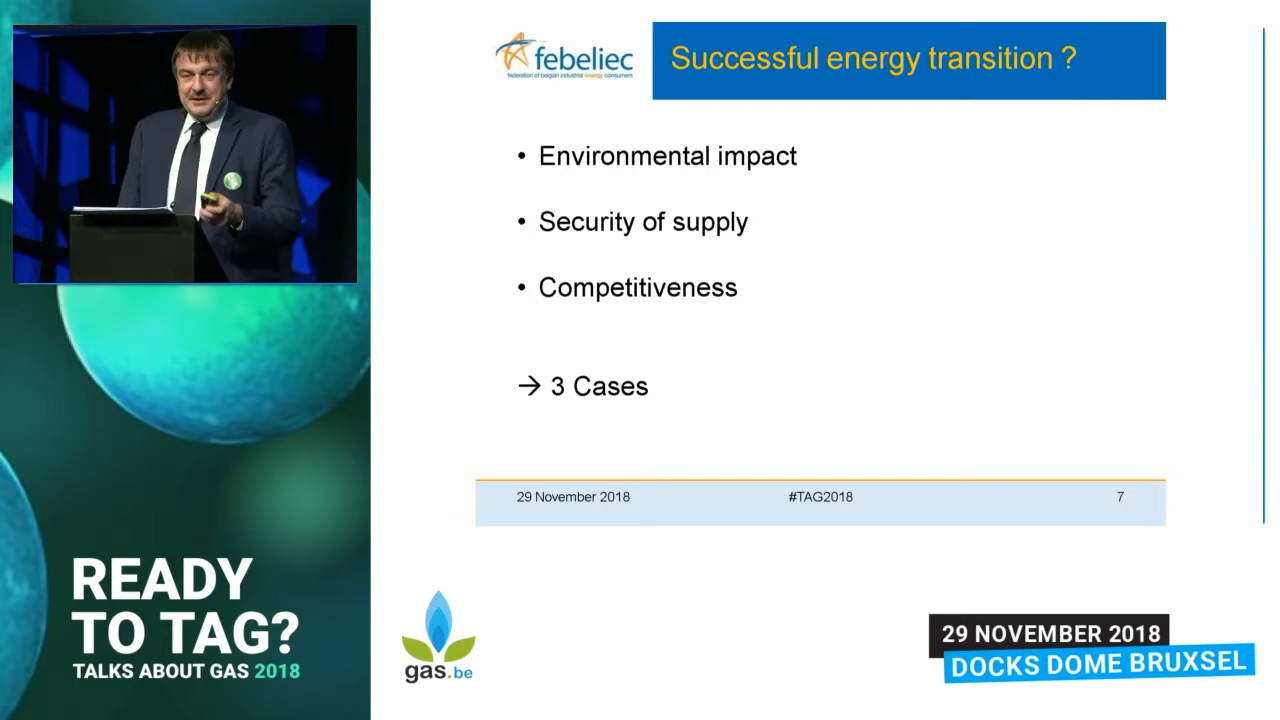 febeliec
federation of belgian industrial energy consumers
Successful energy transition ?
• Environmental impact
• Security of supply
• Competitiveness
→ 3 Cases
29 November 2018
#TAG2018
7
READY
TO TAG?
TALKS ABOUT GAS 2018
gas.be
29 NOVEMBER 2018
DOCKS DOME BRUXSEL